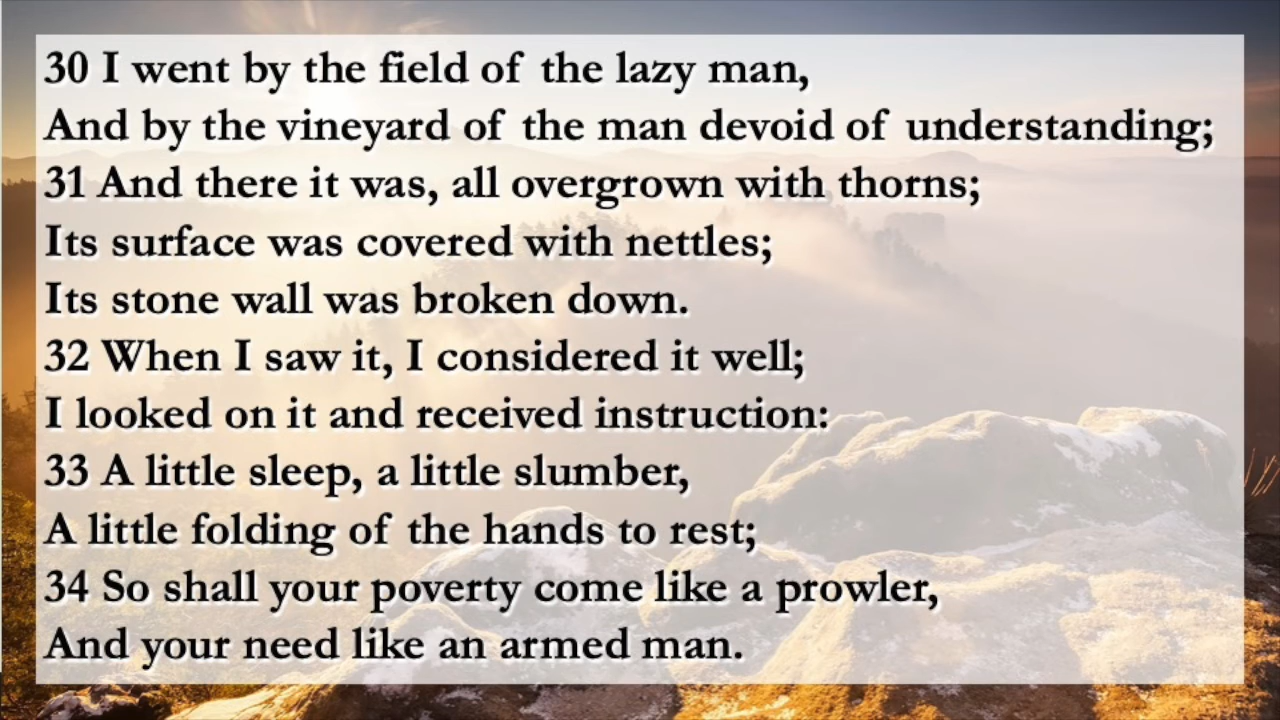 30 I went by the field of the lazy man,
And by the vineyard of the man devoid of understanding;
31 And there it was, all overgrown with thorns;
Its surface was covered with nettles;
Its stone wall was broken down.
32 When I saw it, I considered it well;
I looked on it and received instruction:
33 A little sleep, a little slumber,
A little folding of the hands to rest;
34 So shall your poverty come like a prowler,
And your need like an armed man.